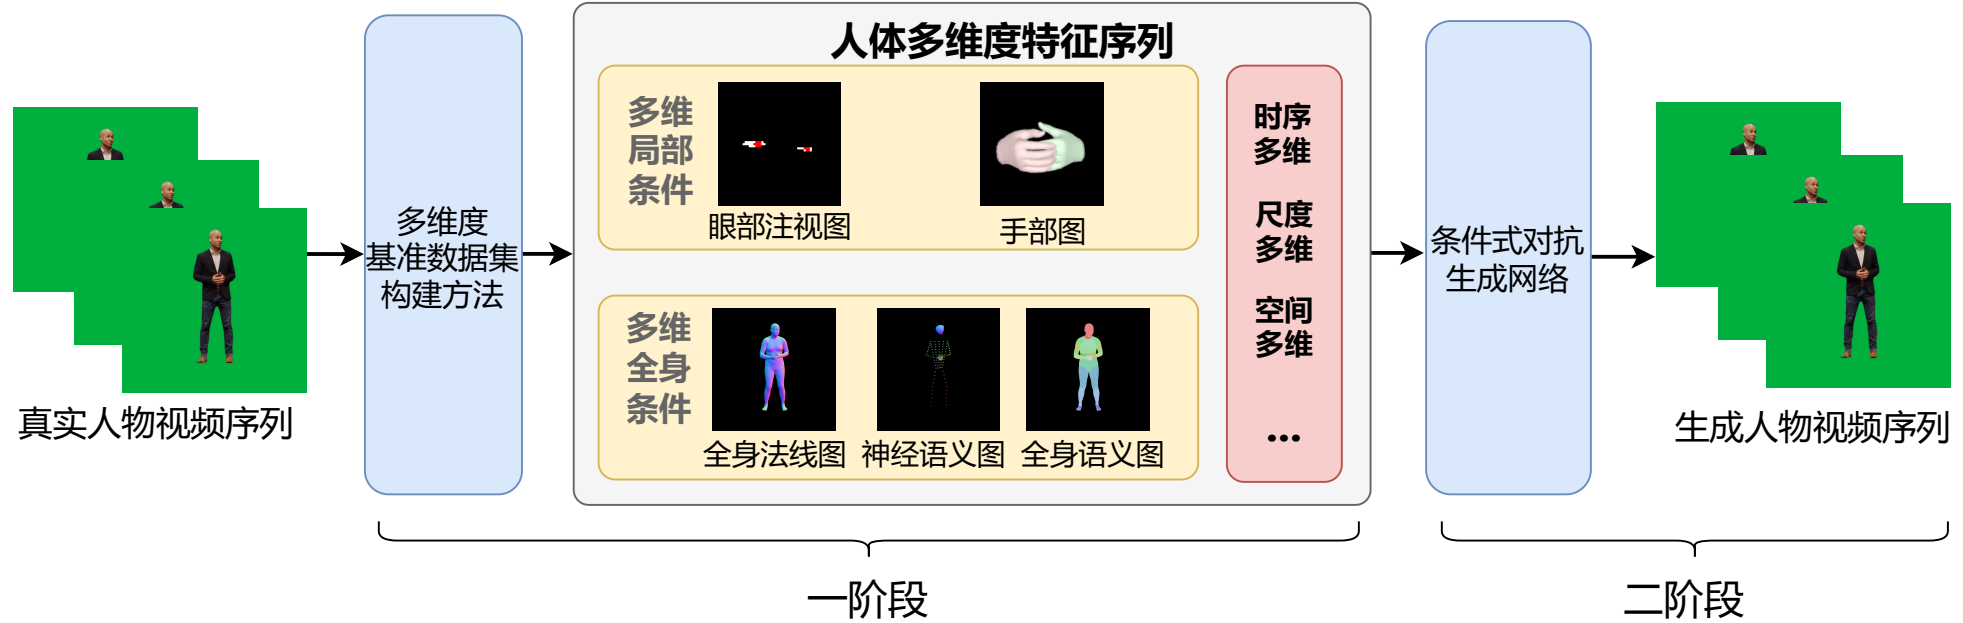 真实人物视频序列
多维度
基准数据集
构建方法
人体多维度特征序列
多维
局部
条件
眼部注视图
手部图
多维
全身
条件
全身法线图
神经语义图
全身语义图
时序
多维
尺度
多维
空间
多维
...
条件式对抗
生成网络
生成人物视频序列
一阶段
二阶段